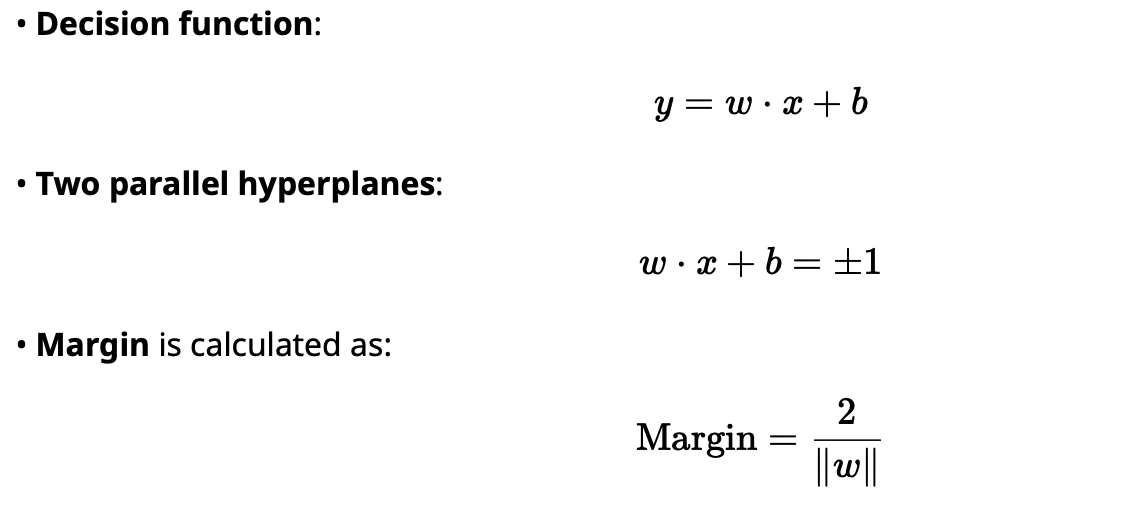 • Decision function:
y = w · x + b
• Two parallel hyperplanes:
w · x + b = ±1
• Margin is calculated as:
Margin = 2 / ‖w‖